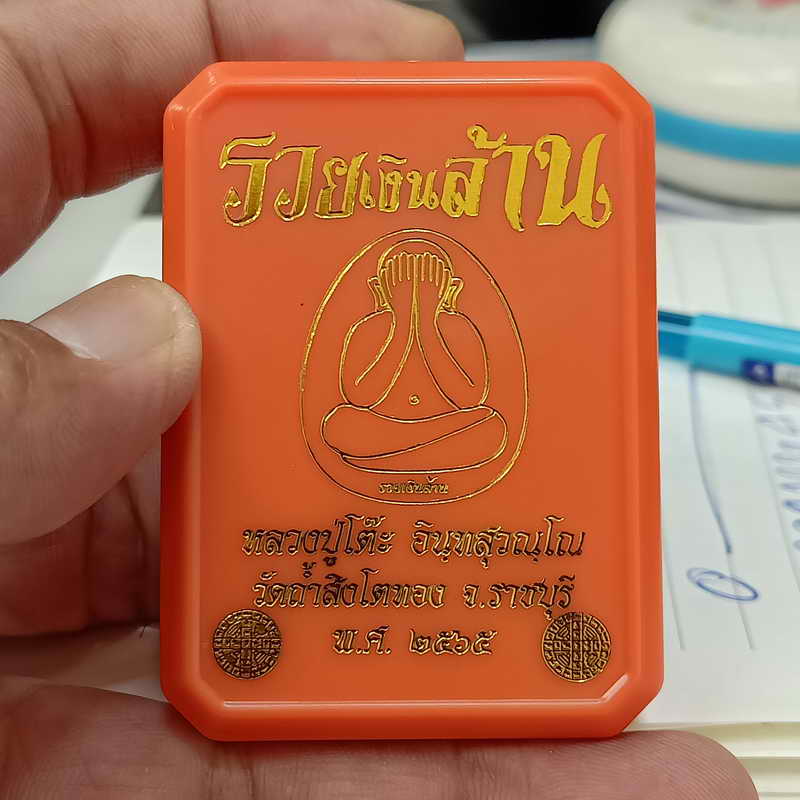 รวยเงินล้าน
รวยเงินล้าน
หลวงปู่โต๊ะ อินฺทสุวณฺโณ
วัดถ้ำสิงโตทอง จ.ราชบุรี
พ.ศ. ๒๕๖๕